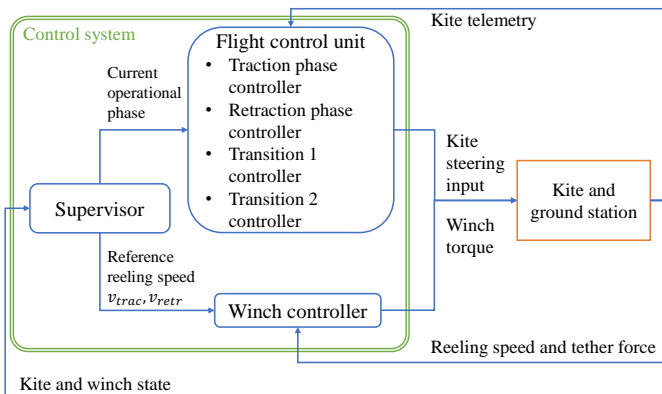 Kite telemetry
Control system
Flight control unit
• Traction phase
controller
• Retraction phase
controller
• Transition 1
controller
• Transition 2
controller
Current
operational
phase
Supervisor
Kite
steering
input
Winch
torque
Kite and
ground station
Reference
reeling speed
v_trac, v_retr
Winch controller
Reeling speed and tether force
Kite and winch state